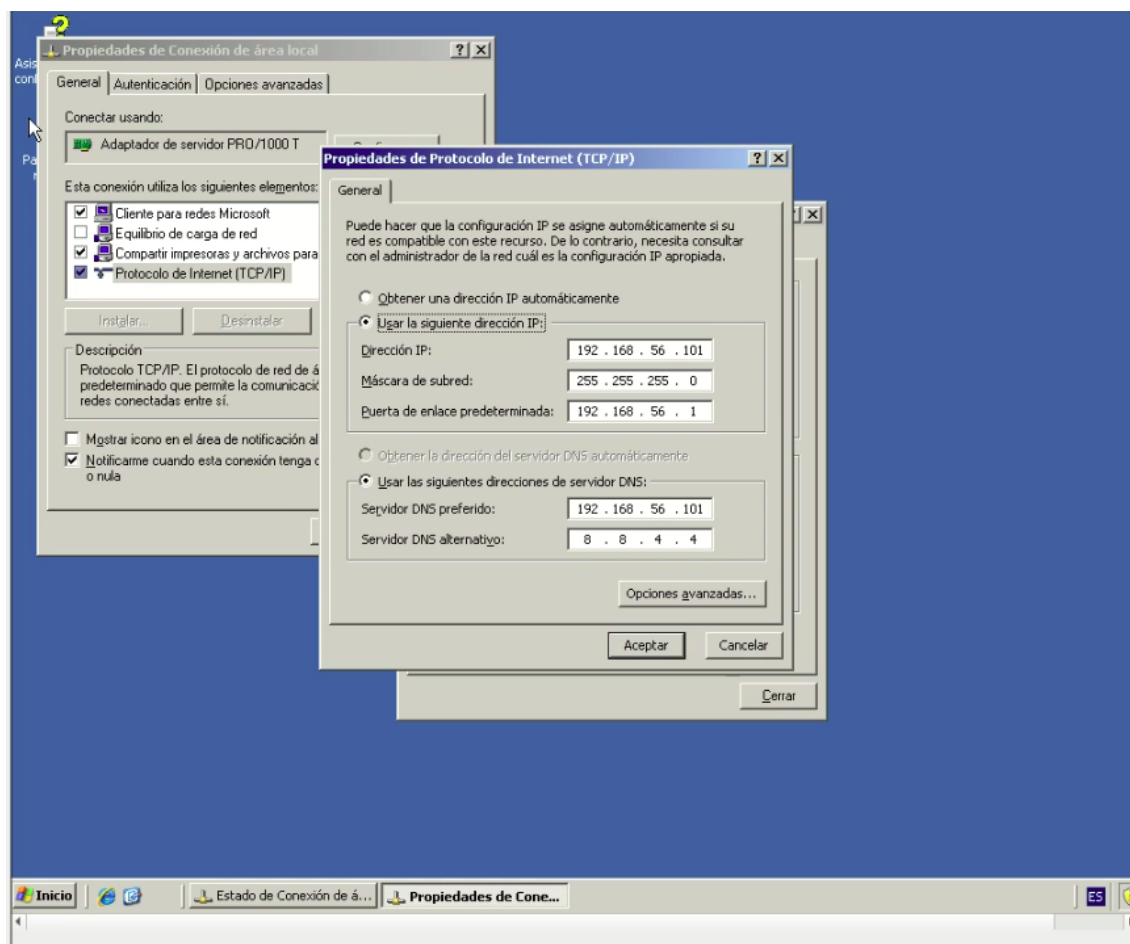 Asis
conf
Pa
r
Propiedades de Conexión de área local
General
Autenticación
Opciones avanzadas
Conectar usando:
Adaptador de servidor PRO/1000 T
Esta conexión utiliza los siguientes elementos:
Cliente para redes Microsoft
Equilibrio de carga de red
Compartir impresoras y archivos para
Protocolo de Internet (TCP/IP)
Instalar...
Desinstalar
Descripción
Protocolo TCP/IP. El protocolo de red de á
predeterminado que permite la comunicació
redes conectadas entre sí.
Mostrar icono en el área de notificación al
Notificarme cuando esta conexión tenga c
o nula
Propiedades de Protocolo de Internet (TCP/IP)
General
Puede hacer que la configuración IP se asigne automáticamente si su
red es compatible con este recurso. De lo contrario, necesita consultar
con el administrador de la red cuál es la configuración IP apropiada.
Obtener una dirección IP automáticamente
Usar la siguiente dirección IP:
Dirección IP: 192 . 168 . 56 . 101
Máscara de subred: 255 . 255 . 255 . 0
Puerta de enlace predeterminada: 192 . 168 . 56 . 1
Obtener la dirección del servidor DNS automáticamente
Usar las siguientes direcciones de servidor DNS:
Servidor DNS preferido: 192 . 168 . 56 . 101
Servidor DNS alternativo: 8 . 8 . 4 . 4
Opciones avanzadas...
Aceptar
Cancelar
Cerrar
Inicio
Estado de Conexión de á...
Propiedades de Cone...
ES